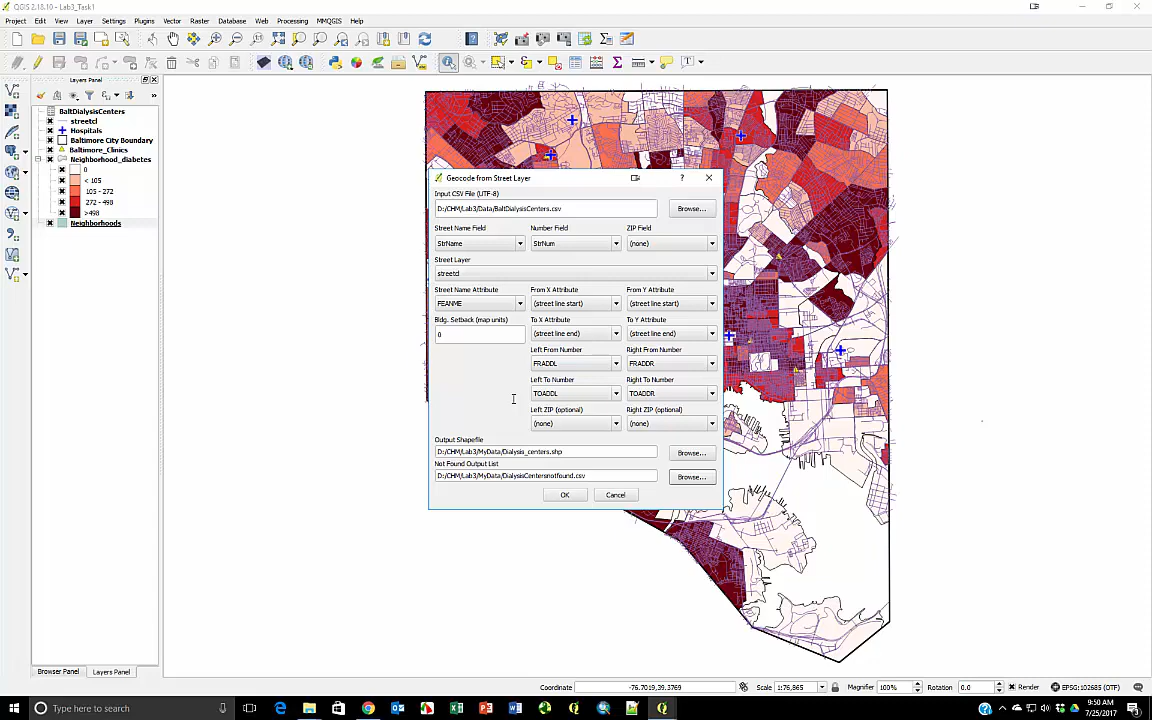 QGIS 2.18.10 - Lab3_Task1
Project Edit View Layer Settings Plugins Vector Raster Database Web Processing MMQGIS Help
Layers Panel
BaltDialysisCenters
streetcl
Hospitals
Baltimore City Boundary
Baltimore_Clinics
Neighborhood_diabetes
0
< 105
105 - 272
272 - 498
>498
Neighborhoods
Geocode from Street Layer
Input CSV File (UTF-8)
D:/CHM/Lab3/Data/BaltDialysisCenters.csv
Browse...
Street Name Field Number Field ZIP Field
StrName StrNum (none)
Street Layer
streetcl
Street Name Attribute From X Attribute From Y Attribute
FEANME (street line start) (street line start)
Bldg. Setback (map units) To X Attribute To Y Attribute
0 (street line end) (street line end)
Left From Number Right From Number
FRADDL FRADDR
Left To Number Right To Number
TOADDL TOADDR
Left ZIP (optional) Right ZIP (optional)
(none) (none)
Output Shapefile
D:/CHM/Lab3/MyData/Dialysis_centers.shp
Browse...
Not Found Output List
D:/CHM/Lab3/MyData/DialysisCentersnotfound.csv
Browse...
OK Cancel
Browser Panel Layers Panel
Coordinate -76.7019,39.3769 Scale 1:76,865 Magnifier 100% Rotation 0.0 Render EPSG:102685 (OTF)
Type here to search
9:50 AM
7/25/2017